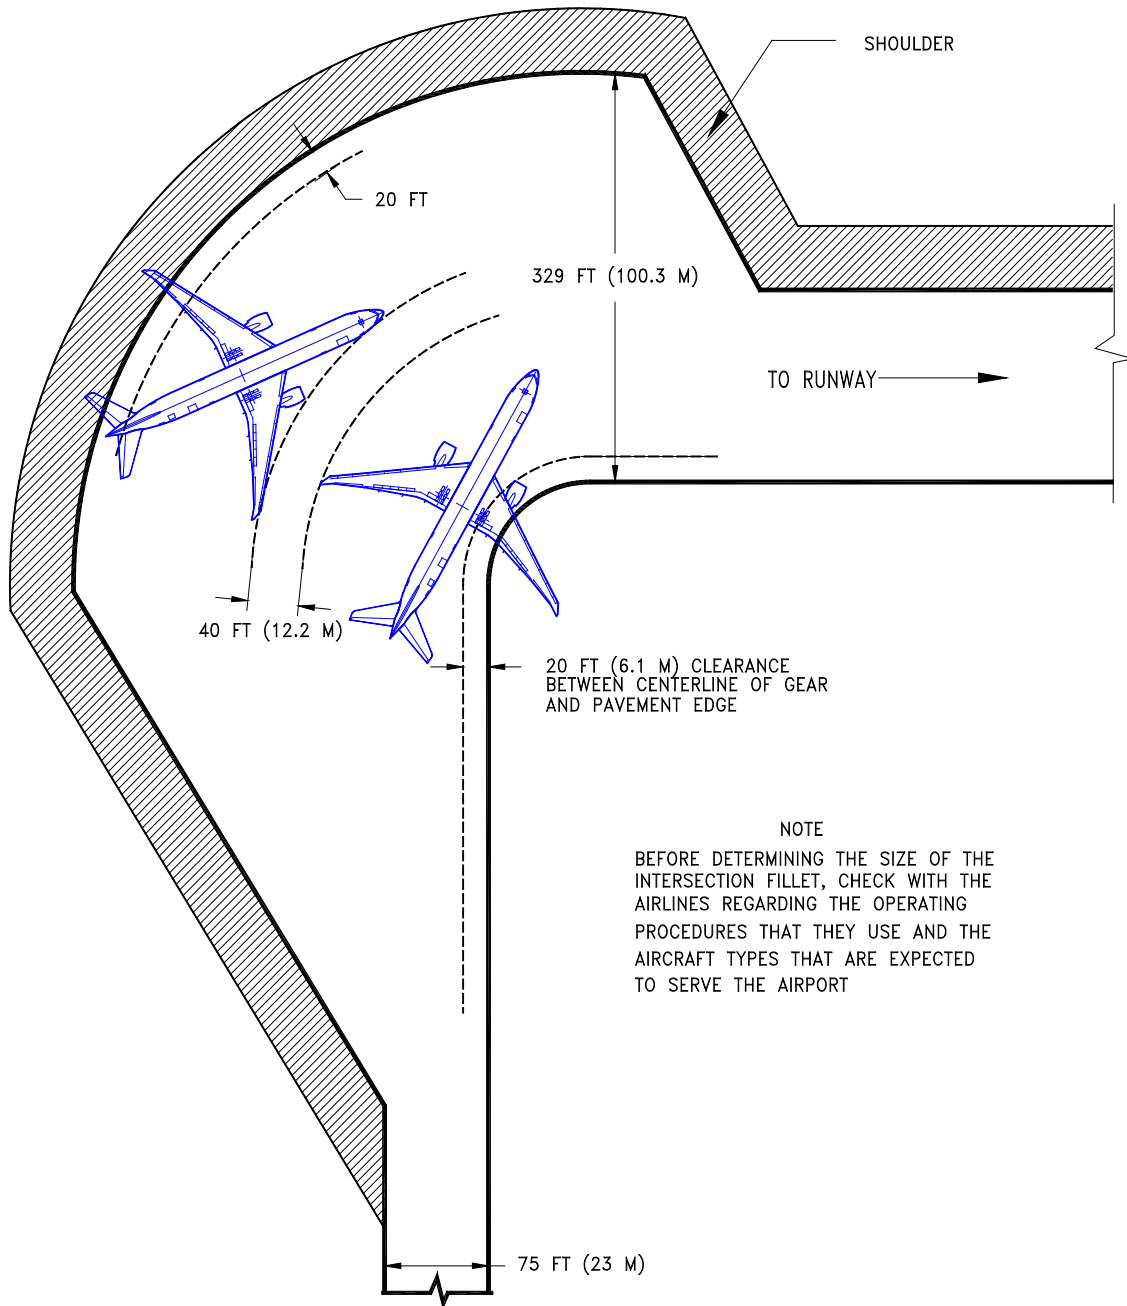 SHOULDER
20 FT
329 FT (100.3 M)
TO RUNWAY
40 FT (12.2 M)
20 FT (6.1 M) CLEARANCE
BETWEEN CENTERLINE OF GEAR
AND PAVEMENT EDGE
NOTE
BEFORE DETERMINING THE SIZE OF THE
INTERSECTION FILLET, CHECK WITH THE
AIRLINES REGARDING THE OPERATING
PROCEDURES THAT THEY USE AND THE
AIRCRAFT TYPES THAT ARE EXPECTED
TO SERVE THE AIRPORT
75 FT (23 M)